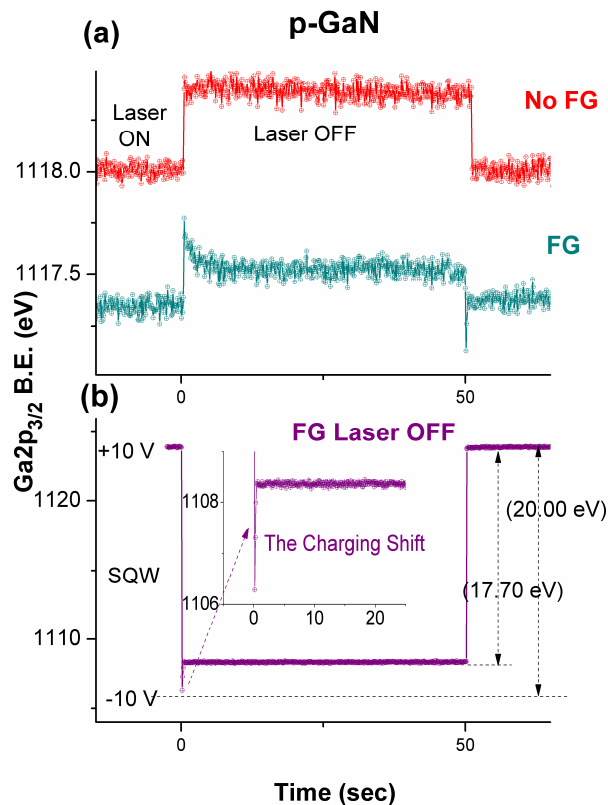 p-GaN
(a)
No FG
Laser
ON
Laser OFF
1118.0
FG
1117.5
0
50
Ga2p3/2 B.E. (eV)
(b)
FG Laser OFF
+10 V
1120
1108
(20.00 eV)
The Charging Shift
SQW
(17.70 eV)
1106
0
20
1110
-10 V
0
50
Time (sec)